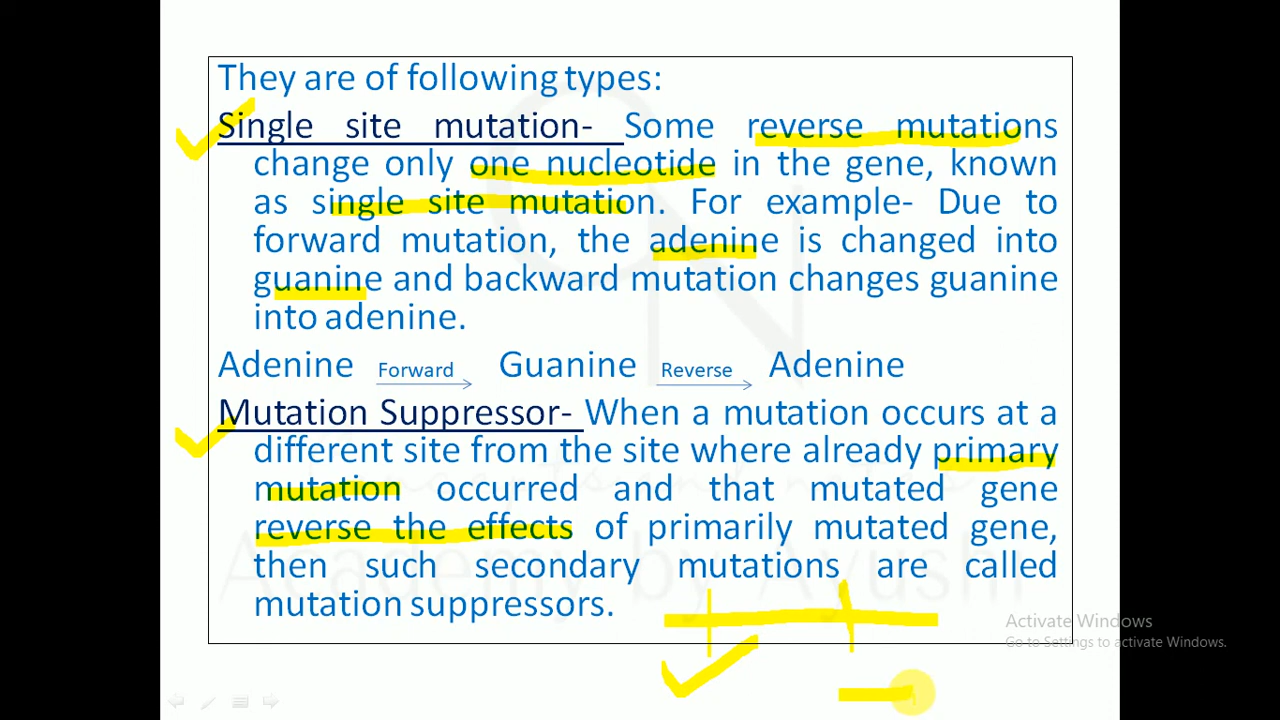 They are of following types:
Single site mutation- Some reverse mutations
change only one nucleotide in the gene, known
as single site mutation. For example- Due to
forward mutation, the adenine is changed into
guanine and backward mutation changes guanine
into adenine.
Adenine Forward Guanine Reverse Adenine
Mutation Suppressor- When a mutation occurs at a
different site from the site where already primary
mutation occurred and that mutated gene
reverse the effects of primarily mutated gene,
then such secondary mutations are called
mutation suppressors.
Academy by Ayushi
Activate Windows
Go to Settings to activate Windows.